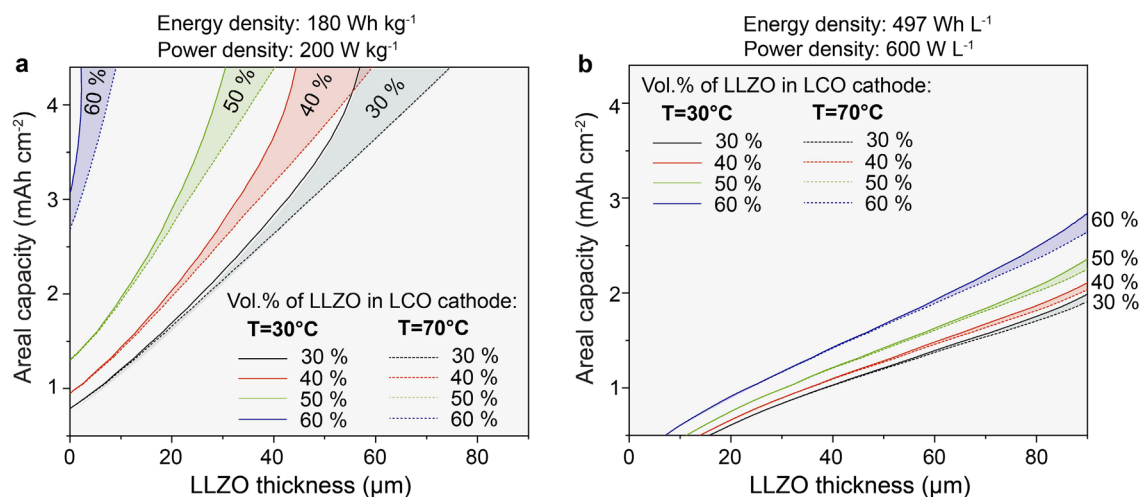 Energy density: 180 Wh kg⁻¹
Power density: 200 W kg⁻¹
a
60 %
50 %
40 %
30 %
Vol.% of LLZO in LCO cathode:
T=30°C T=70°C
30 % 30 %
40 % 40 %
50 % 50 %
60 % 60 %
Areal capacity (mAh cm⁻²)
4
3
2
1
0 20 40 60 80
LLZO thickness (µm)
Energy density: 497 Wh L⁻¹
Power density: 600 W L⁻¹
b
Vol.% of LLZO in LCO cathode:
T=30°C T=70°C
30 % 30 %
40 % 40 %
50 % 50 %
60 % 60 %
60 %
50 %
40 %
30 %
Areal capacity (mAh cm⁻²)
4
3
2
1
0 20 40 60 80
LLZO thickness (µm)